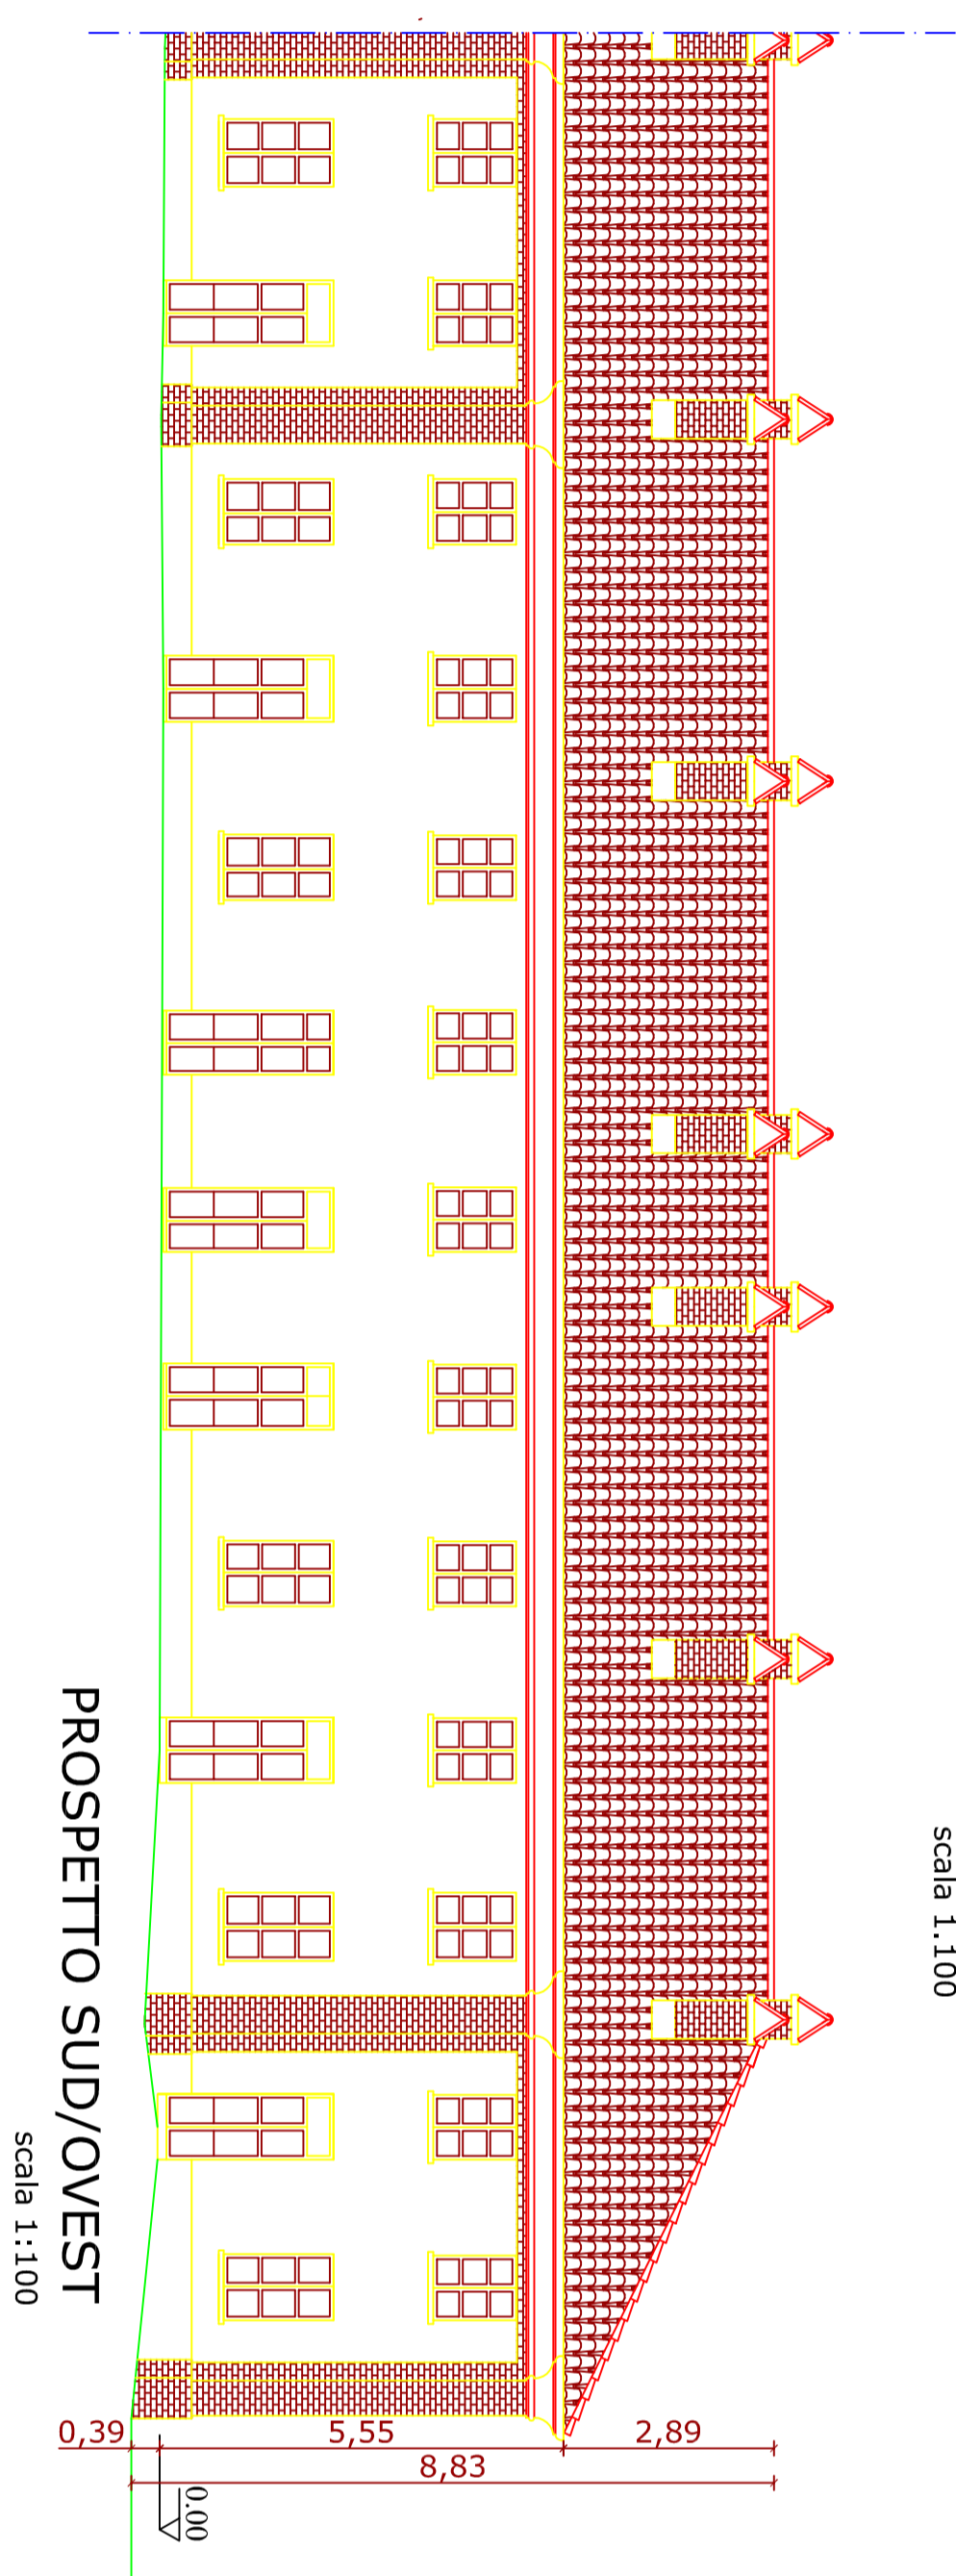 scala 1.100
2,89
5,55
0,39
8,83
0.00
PROSPETTO SUD/OVEST
scala 1:100